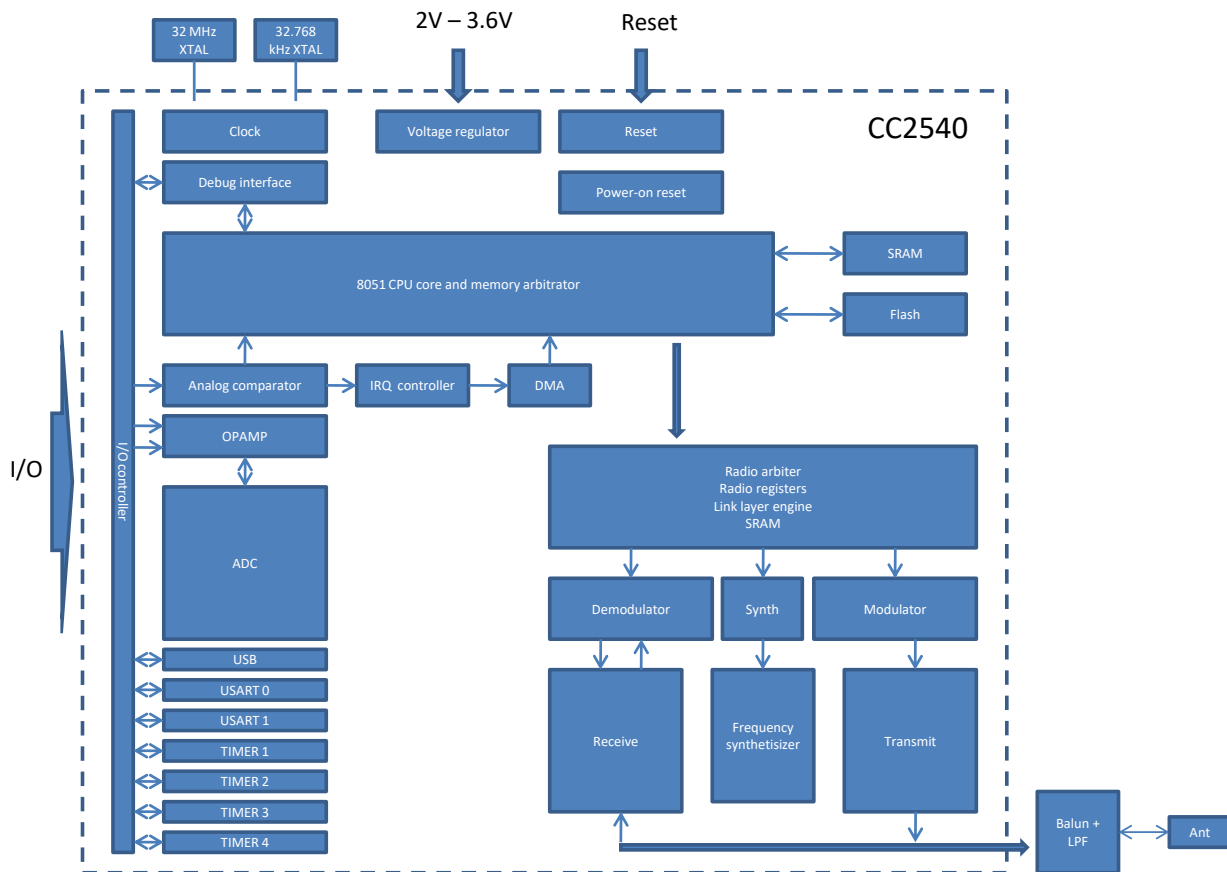 32 MHz
XTAL
32.768
kHz XTAL
2V – 3.6V
Reset
Clock
Voltage regulator
Reset
CC2540
Debug interface
Power-on reset
8051 CPU core and memory arbitrator
SRAM
Flash
Analog comparator
IRQ controller
DMA
I/O
I/O controller
OPAMP
ADC
Radio arbiter
Radio registers
Link layer engine
SRAM
Demodulator
Synth
Modulator
USB
USART 0
USART 1
TIMER 1
TIMER 2
TIMER 3
TIMER 4
Receive
Frequency
synthetisizer
Transmit
Balun +
LPF
Ant